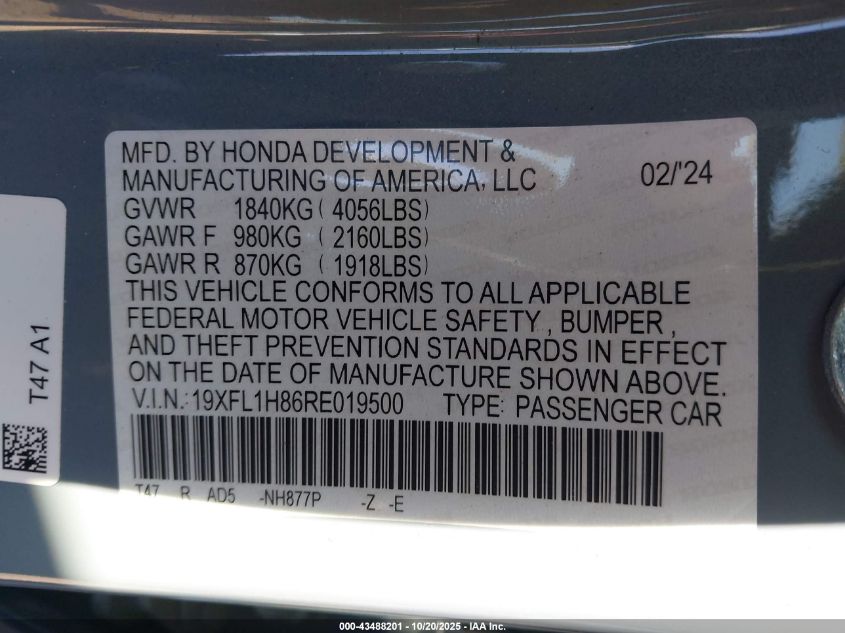 MFD. BY HONDA DEVELOPMENT &
MANUFACTURING OF AMERICA, LLC 02/'24
GVWR 1840KG ( 4056LBS)
GAWR F 980KG ( 2160LBS)
GAWR R 870KG ( 1918LBS)
THIS VEHICLE CONFORMS TO ALL APPLICABLE
FEDERAL MOTOR VEHICLE SAFETY , BUMPER ,
AND THEFT PREVENTION STANDARDS IN EFFECT
ON THE DATE OF MANUFACTURE SHOWN ABOVE.
V.I.N.: 19XFL1H86RE019500 TYPE: PASSENGER CAR
T47 R AD5 -NH877P -Z -E
T47 A1
000-43488201 - 10/20/2025 - IAA Inc.